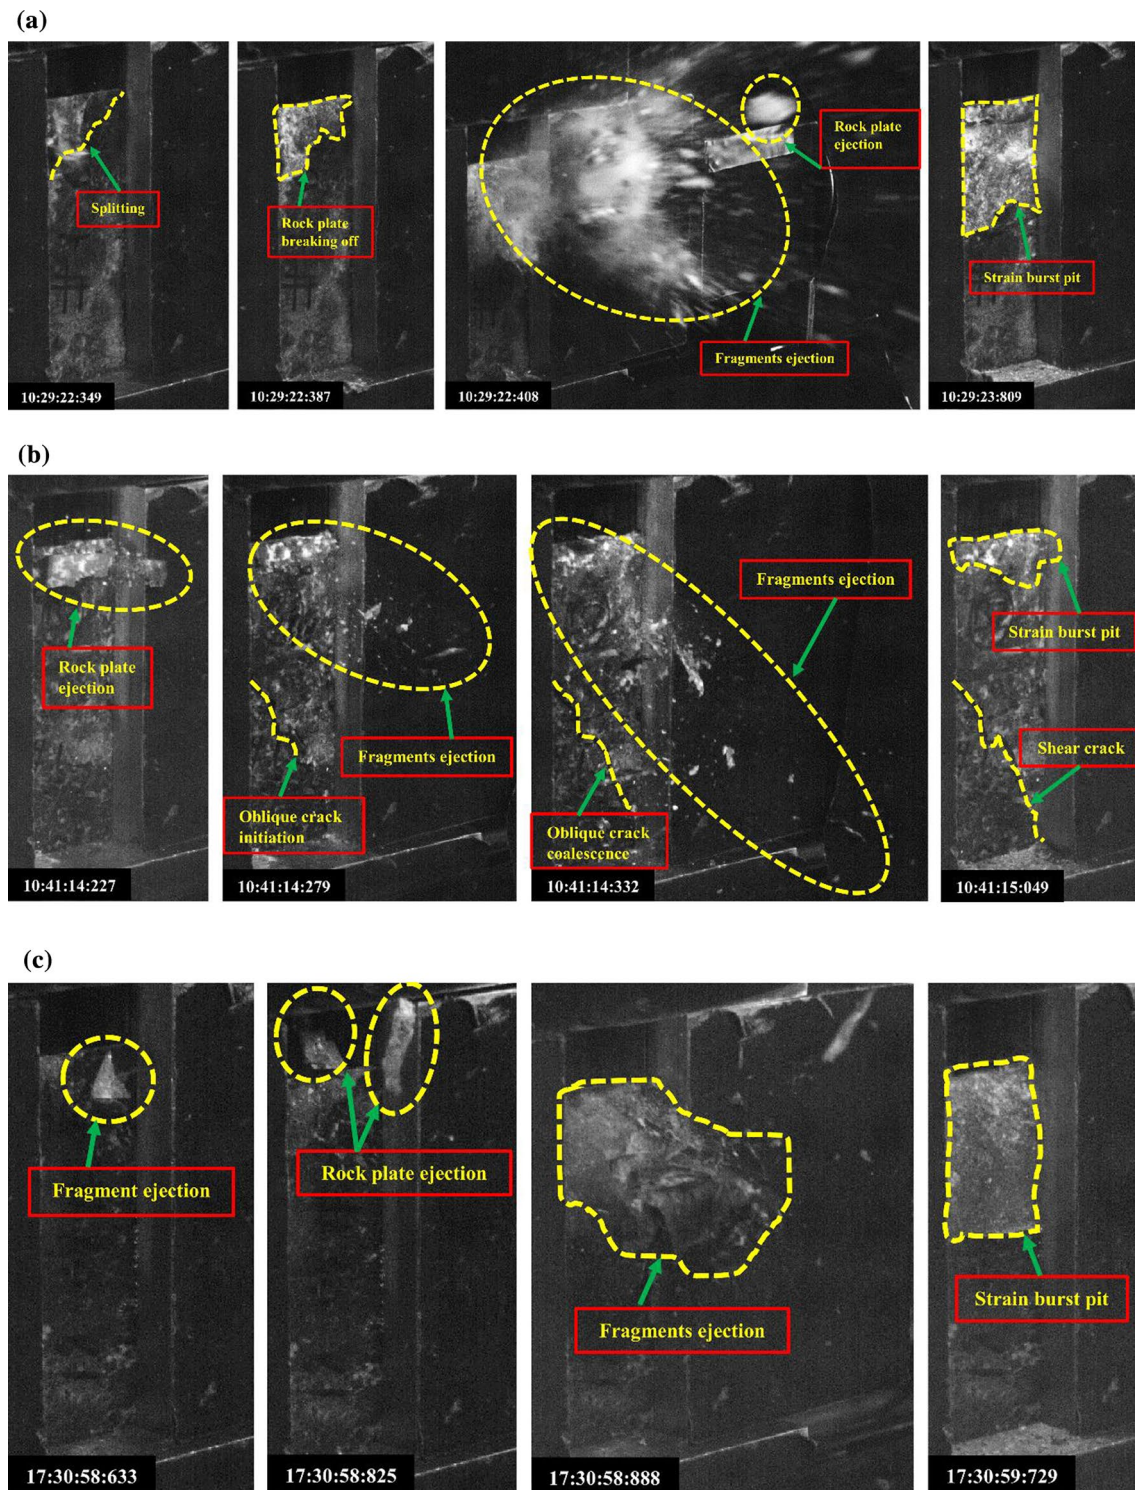 (a)
Splitting
10:29:22:349
Rock plate
breaking off
10:29:22:387
Rock plate
ejection
Fragments ejection
10:29:22:408
Strain burst pit
10:29:23:809
(b)
Rock plate
ejection
10:41:14:227
Fragments ejection
Oblique crack
initiation
10:41:14:279
Fragments ejection
Oblique crack
coalescence
10:41:14:332
Strain burst pit
Shear crack
10:41:15:049
(c)
Fragment ejection
17:30:58:633
Rock plate ejection
17:30:58:825
Fragments ejection
17:30:58:888
Strain burst pit
17:30:59:729